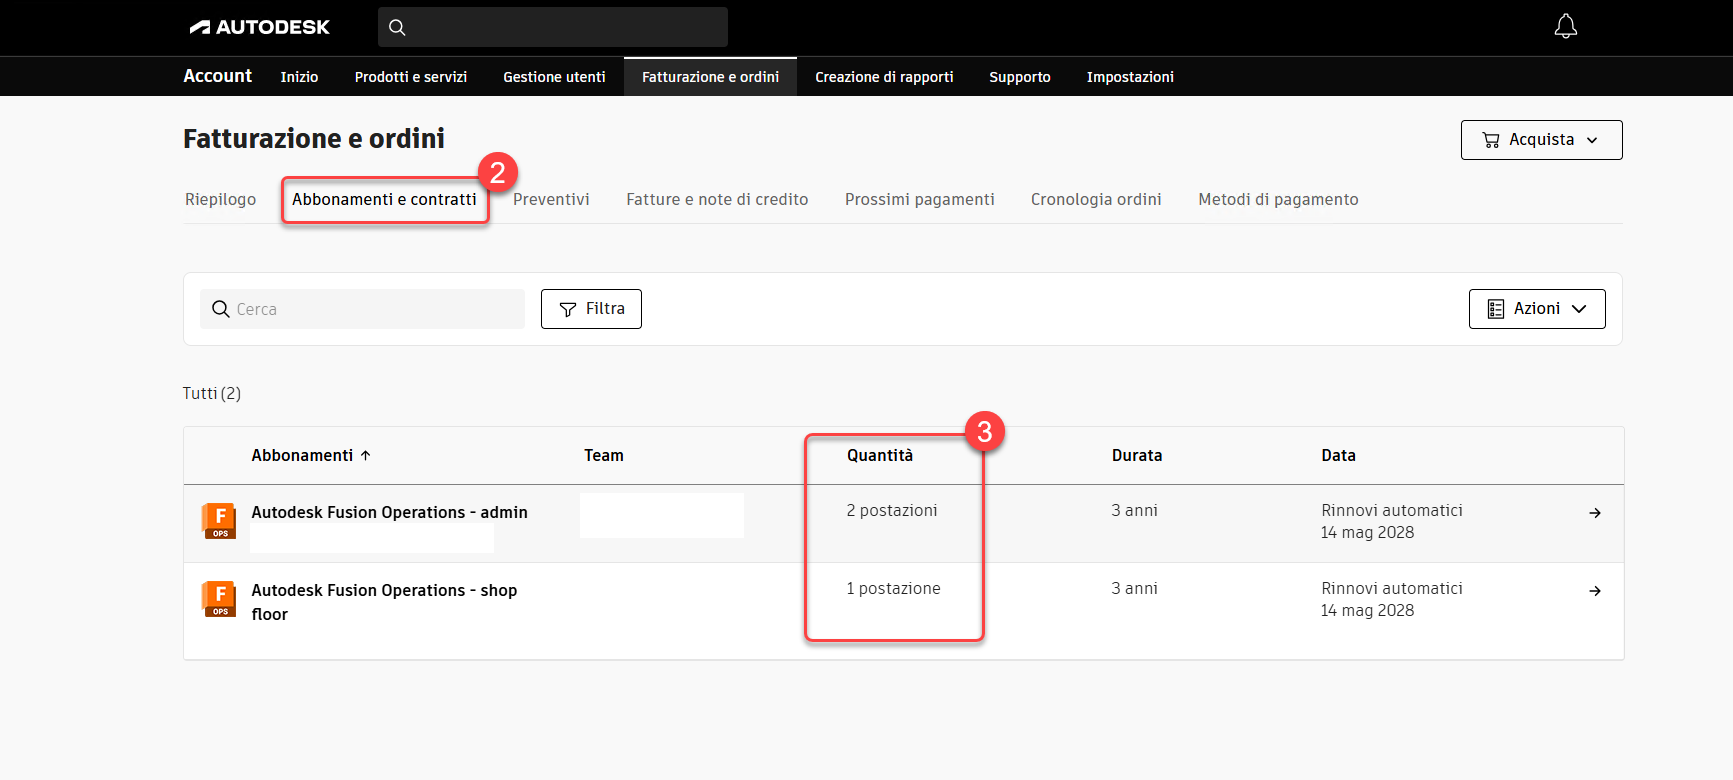 AUTODESK
Account Inizio Prodotti e servizi Gestione utenti Fatturazione e ordini Creazione di rapporti Supporto Impostazioni
Fatturazione e ordini
Acquista
2
Riepilogo Abbonamenti e contratti Preventivi Fatture e note di credito Prossimi pagamenti Cronologia ordini Metodi di pagamento
Cerca Filtra Azioni
Tutti (2)
3
Abbonamenti Team Quantità Durata Data
F OPS
Autodesk Fusion Operations - admin 2 postazioni 3 anni Rinnovi automatici
14 mag 2028
F OPS
Autodesk Fusion Operations - shop 1 postazione 3 anni Rinnovi automatici
floor 14 mag 2028